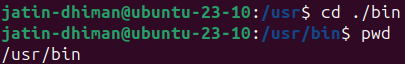 jatin-dhiman@ubuntu-23-10:/usr$ cd ./bin
jatin-dhiman@ubuntu-23-10:/usr/bin$ pwd
/usr/bin